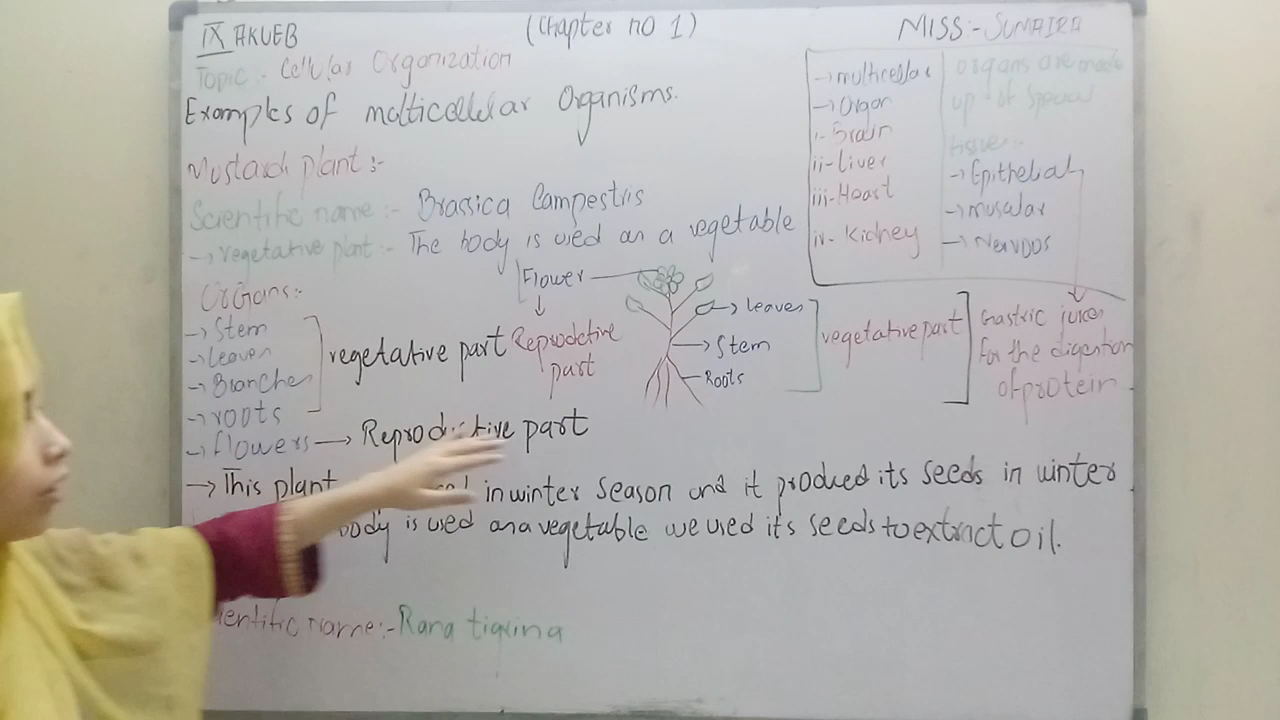 IX AKUEB
(Chapter no 1)
MISS:- SUMAIRA
Topic:- Cellular Organization
Examples of multicellular Organisms.
Mustard plant:-
Scientific name:- Brassica Campestris
→ vegetative plant:- The body is used as a vegetable
Organs:-
→ Stem
→ Leaves
→ Branches
→ roots
vegetative part
→ flowers → Reproductive part
Flower
Reproductive
part
→ leaves
→ Stem
Roots
vegetative part
→ multicellular
→ Organ
i- Brain
ii- Liver
iii- Heart
iv- Kidney
organs are made
up of special
tissue:-
→ Epithelial
→ muscular
→ Nervous
Gastric juice
for the digestion
of protein
→ This plant in winter season and it produced its seeds in winter
body is used as a vegetable we used it's seeds to extract oil.
name:- Rana tigrina